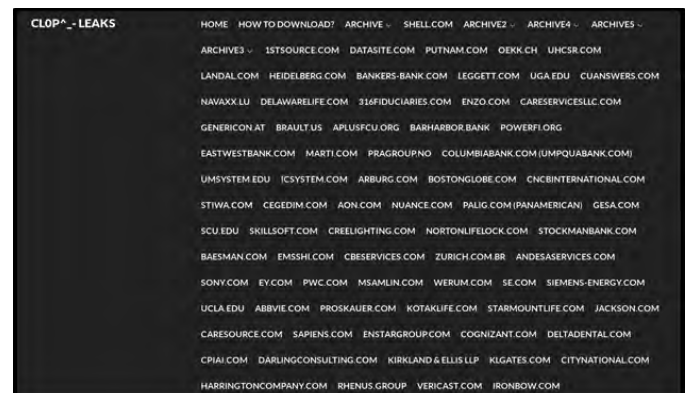 CL0P^_- LEAKS
HOME HOW TO DOWNLOAD? ARCHIVE SHELL.COM ARCHIVE2 ARCHIVE4 ARCHIVE5
ARCHIVE3 1STSOURCE.COM DATASITE.COM PUTNAM.COM OEKK.CH UHCSR.COM
LANDAL.COM HEIDELBERG.COM BANKERS-BANK.COM LEGGETT.COM UGA EDU CUANSWERS.COM
NAVAXX.LU DELAWARELIFE.COM 316FIDUCIARIES.COM ENZO.COM CARESERVICESLLC.COM
GENERICON.AT BRAULT.US APLUSFCU.ORG BARHARBOR.BANK POWERFI.ORG
EASTWESTBANK.COM MARTI.COM PRAGROUP.NO COLUMBIABANK.COM (UMPQUABANK.COM)
UMSYSTEM.EDU ICSYSTEM.COM ARBURG.COM BOSTONGLOBE.COM CNCBINTERNATIONAL.COM
STIWA.COM CEGEDIM.COM AON.COM NUANCE.COM PALIG.COM (PANAMERICAN) GESA.COM
SCU.EDU SKILLSOFT.COM CREELIGHTING.COM NORTONLIFELOCK.COM STOCKMANBANK.COM
BAESMAN.COM EMSSHI.COM CBESERVICES.COM ZURICH.COM.BR ANDESASERVICES.COM
SONY.COM EY.COM PWC.COM MSAMLIN.COM WERUM.COM SE.COM SIEMENS-ENERGY.COM
UCLA.EDU ABBVIE.COM PROSKAUER.COM KOTAKLIFE.COM STARMOUNTLIFE.COM JACKSON.COM
CARESOURCE.COM SAPIENS.COM ENSTARGROUP.COM COGNIZANT.COM DELTADENTAL.COM
CPIAI.COM DARLINGCONSULTING.COM KIRKLAND & ELLIS LLP KLGATES.COM CITYNATIONAL.COM
HARRINGTONCOMPANY.COM RHENUS.GROUP VERICAST.COM IRONBOW.COM